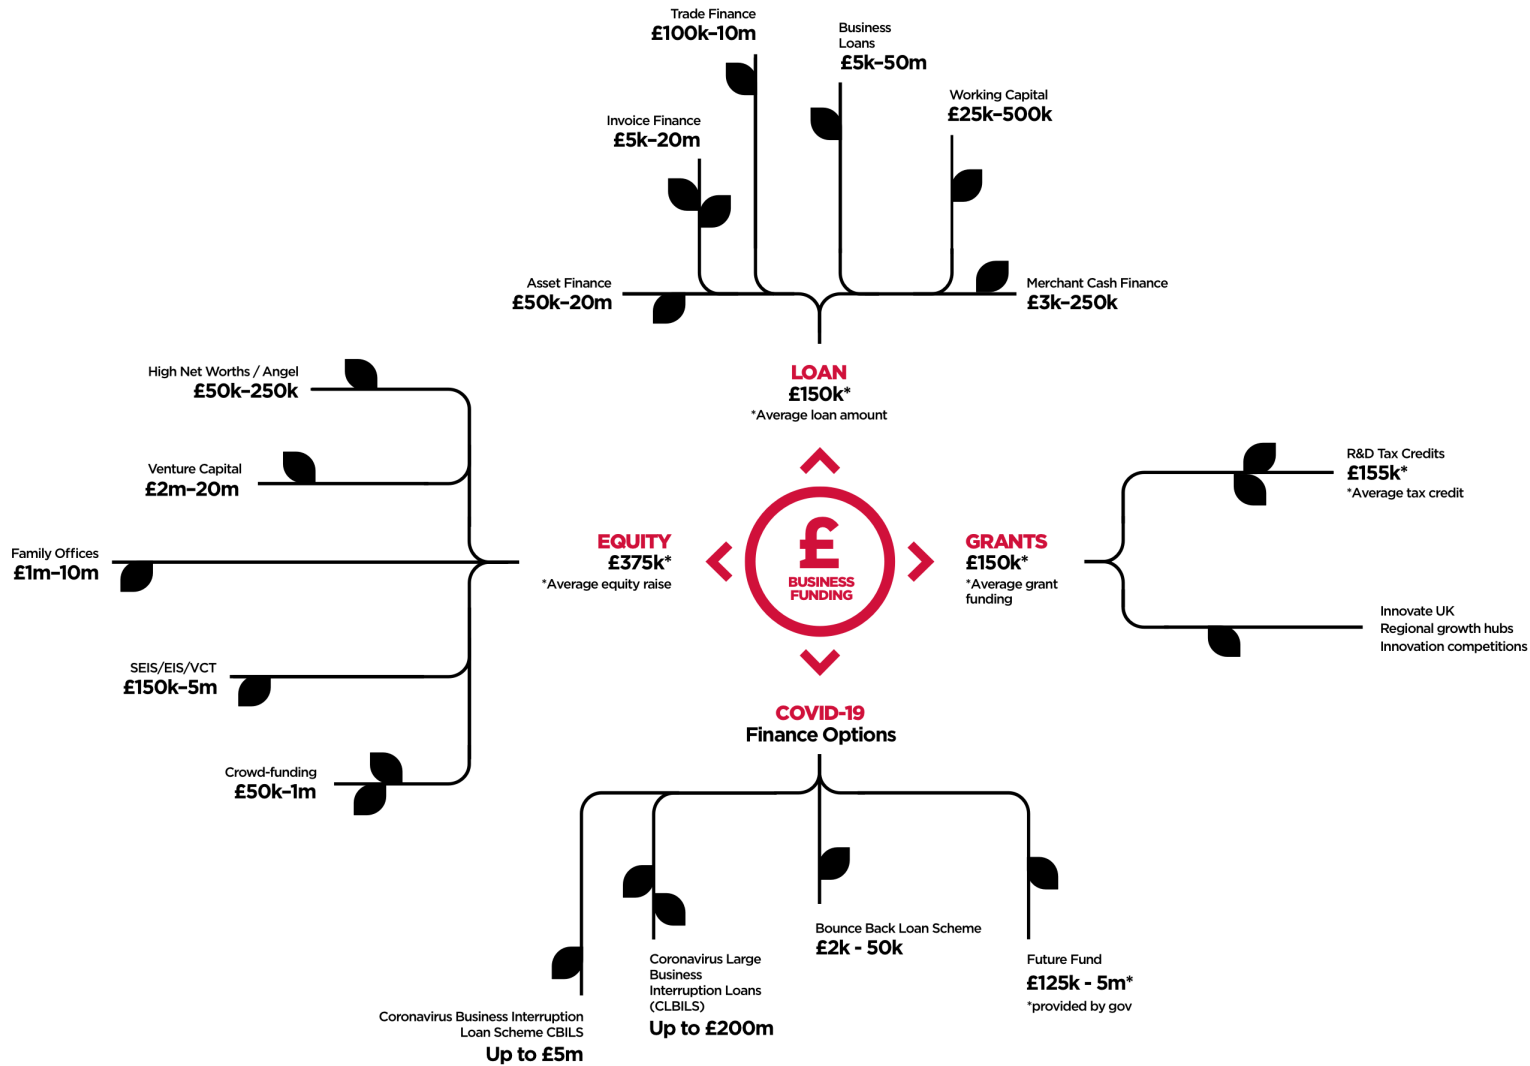 Trade Finance
£100k–10m
Business
Loans
£5k–50m
Working Capital
£25k–500k
Invoice Finance
£5k–20m
Asset Finance
£50k–20m
Merchant Cash Finance
£3k–250k
LOAN
£150k*
*Average loan amount
High Net Worths / Angel
£50k–250k
Venture Capital
£2m–20m
Family Offices
£1m–10m
SEIS/EIS/VCT
£150k–5m
Crowd-funding
£50k–1m
EQUITY
£375k*
*Average equity raise
£
BUSINESS
FUNDING
GRANTS
£150k*
*Average grant
funding
R&D Tax Credits
£155k*
*Average tax credit
Innovate UK
Regional growth hubs
Innovation competitions
COVID-19
Finance Options
Coronavirus Business Interruption
Loan Scheme CBILS
Up to £5m
Coronavirus Large
Business
Interruption Loans
(CLBILS)
Up to £200m
Bounce Back Loan Scheme
£2k - 50k
Future Fund
£125k - 5m*
*provided by gov